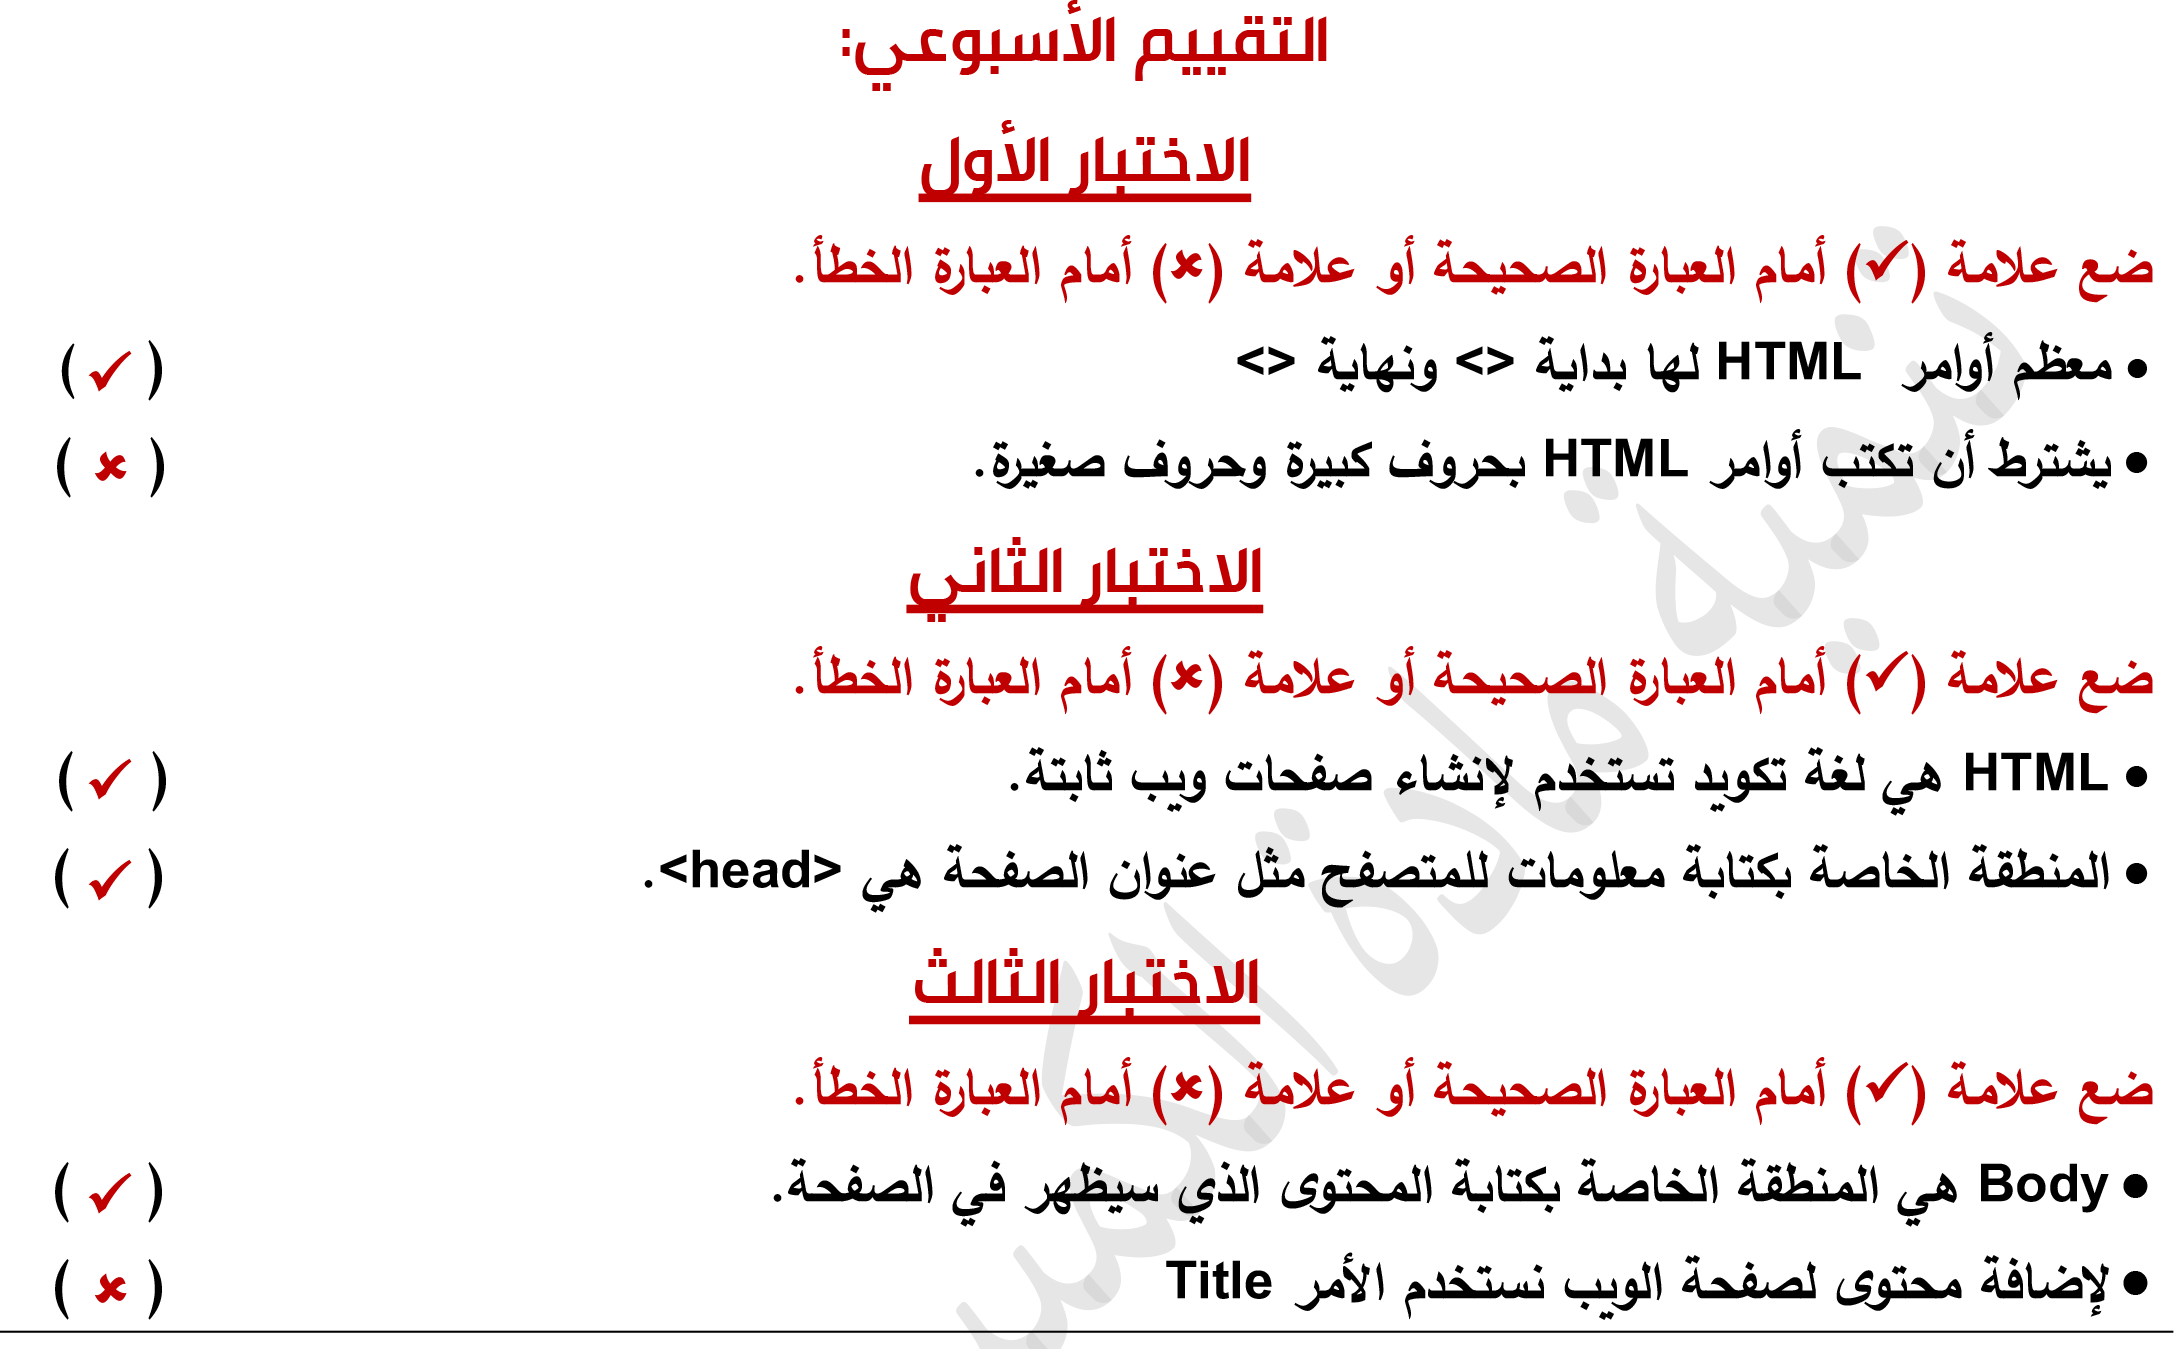 التقييم الأسبوعي:
الاختبار الأول
ضع علامة (✓) أمام العبارة الصحيحة أو علامة (✗) أمام العبارة الخطأ.
• معظم أوامر HTML لها بداية <> ونهاية <> (✓)
• يشترط أن تكتب أوامر HTML بحروف كبيرة وحروف صغيرة. (✗)
الاختبار الثاني
ضع علامة (✓) أمام العبارة الصحيحة أو علامة (✗) أمام العبارة الخطأ.
• HTML هي لغة تكويد تستخدم لإنشاء صفحات ويب ثابتة. (✓)
• المنطقة الخاصة بكتابة معلومات للمتصفح مثل عنوان الصفحة هي <head>. (✓)
الاختبار الثالث
ضع علامة (✓) أمام العبارة الصحيحة أو علامة (✗) أمام العبارة الخطأ.
• Body هي المنطقة الخاصة بكتابة المحتوى الذي سيظهر في الصفحة. (✓)
• لإضافة محتوى لصفحة الويب نستخدم الأمر Title (✗)